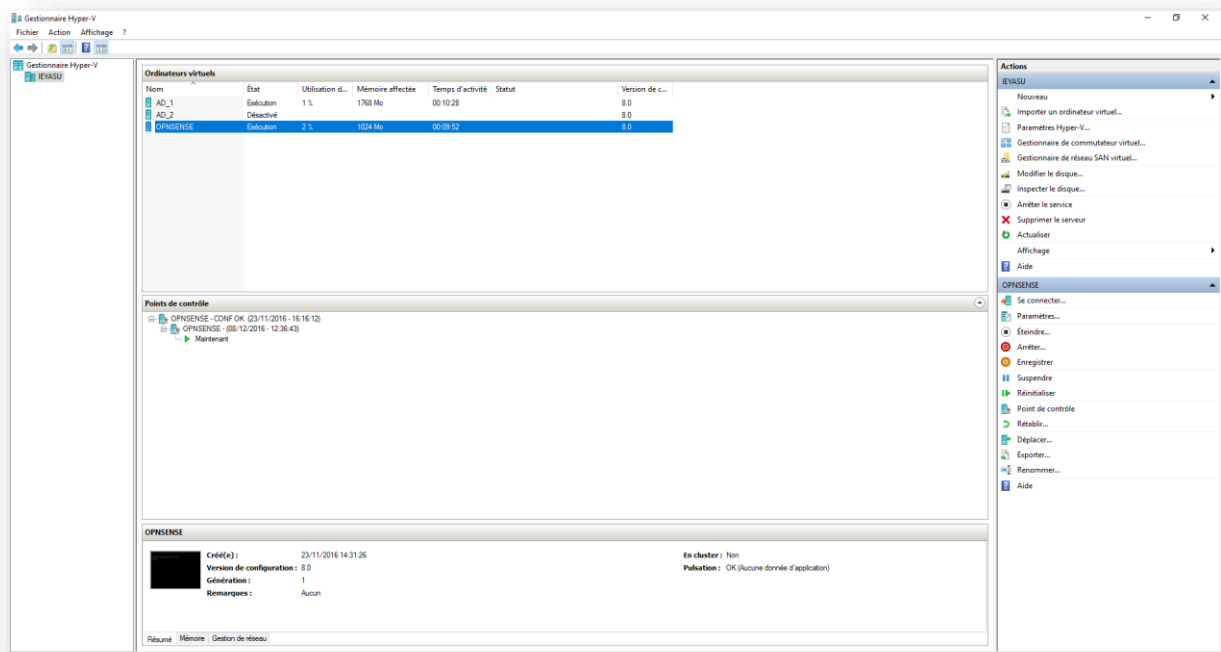 Gestionnaire Hyper-V
Fichier Action Affichage ?
Gestionnaire Hyper-V
IEYASU
Ordinateurs virtuels
Nom État Utilisation d... Mémoire affectée Temps d'activité Statut Version de c...
AD_1 Exécution 1 % 1768 Mo 00:10:28 8.0
AD_2 Désactivé 8.0
OPNSENSE Exécution 2 % 1024 Mo 00:09:52 8.0
Points de contrôle
OPNSENSE - CONF OK (23/11/2016 - 16:16:12)
OPNSENSE - (08/12/2016 - 12:36:43)
Maintenant
OPNSENSE
Créé(e) : 23/11/2016 14:31:26 En cluster : Non
Version de configuration : 8.0 Pulsation : OK (Aucune donnée d'application)
Génération : 1
Remarques : Aucun
Résumé Mémoire Gestion de réseau
Actions
IEYASU
Nouveau
Importer un ordinateur virtuel...
Paramètres Hyper-V...
Gestionnaire de commutateur virtuel...
Gestionnaire de réseau SAN virtuel...
Modifier le disque...
Inspecter le disque...
Arrêter le service
Supprimer le serveur
Actualiser
Affichage
Aide
OPNSENSE
Se connecter...
Paramètres...
Éteindre...
Arrêter...
Enregistrer
Suspendre
Réinitialiser
Point de contrôle
Rétablir...
Déplacer...
Exporter...
Renommer...
Aide